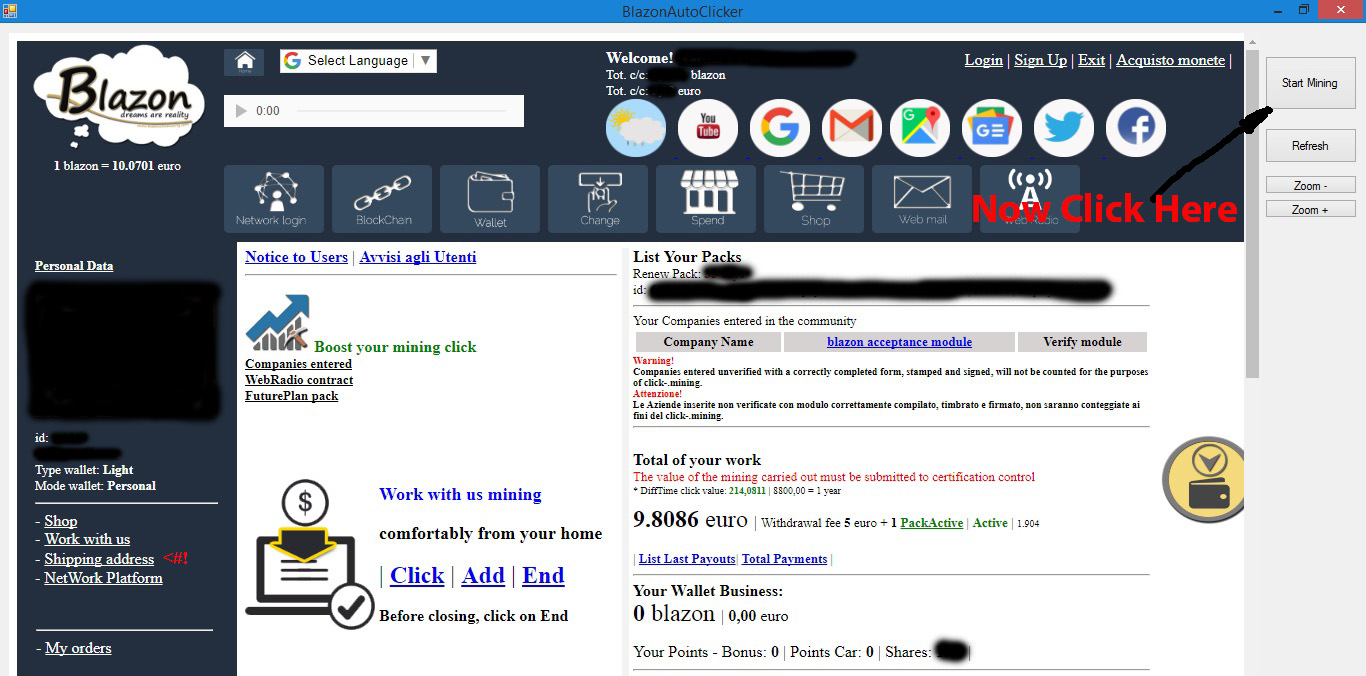 BlazonAutoClicker
Blazon
dreams are reality
1 blazon = 10.0701 euro
Home
Select Language ▼
0:00
Welcome!
Tot. c/c: blazon
Tot. c/c: euro
Login | Sign Up | Exit | Acquisto monete |
You
Tube
Network login
BlockChan
Wallet
Change
Spend
Shop
Web mail
Web Radio
Now Click Here
Start Mining
Refresh
Zoom -
Zoom +
Personal Data
id:
Type wallet: Light
Mode wallet: Personal
- Shop
- Work with us
- Shipping address <#!
- NetWork Platform
- My orders
Notice to Users | Avvisi agli Utenti
Boost your mining click
Companies entered
WebRadio contract
FuturePlan pack
Work with us mining
comfortably from your home
| Click | Add | End
Before closing, click on End
List Your Packs
Renew Pack:
id:
Your Companies entered in the community
Company Name blazon acceptance module Verify module
Warning!
Companies entered unverified with a correctly completed form, stamped and signed, will not be counted for the purposes
of click-.mining.
Attenzione!
Le Aziende inserite non verificate con modulo correttamente compilato, timbrato e firmato, non saranno conteggiate ai
fini del click-.mining.
Total of your work
The value of the mining carried out must be submitted to certification control
* DiffTime click value: 214,0811 | 8800,00 = 1 year
9.8086 euro | Withdrawal fee 5 euro + 1 PackActive | Active | 1.904
| List Last Payouts| Total Payments |
Your Wallet Business:
0 blazon | 0,00 euro
Your Points - Bonus: 0 | Points Car: 0 | Shares: |